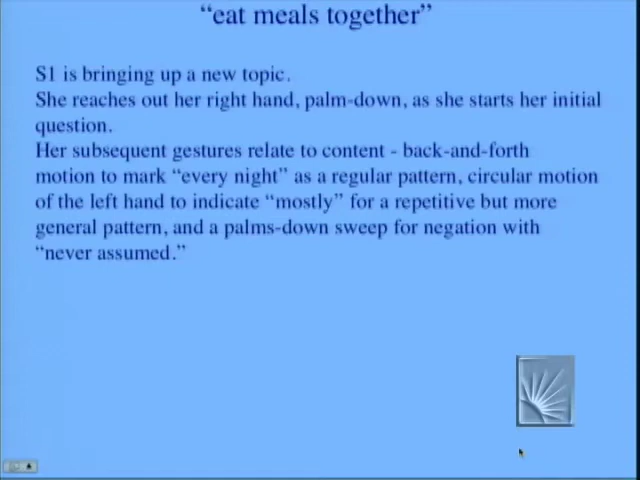 “eat meals together”
S1 is bringing up a new topic.
She reaches out her right hand, palm-down, as she starts her initial
question.
Her subsequent gestures relate to content - back-and-forth
motion to mark “every night” as a regular pattern, circular motion
of the left hand to indicate “mostly” for a repetitive but more
general pattern, and a palms-down sweep for negation with
“never assumed.”